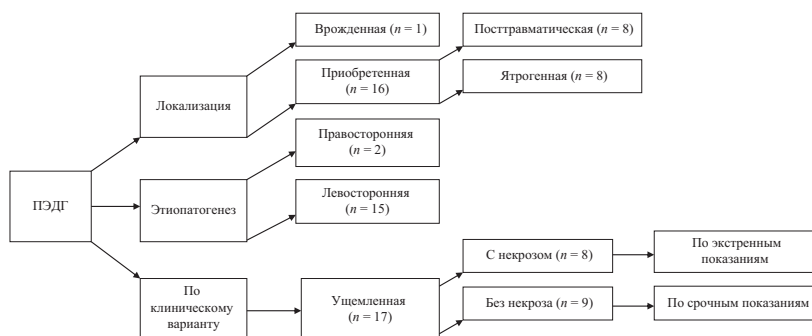 Врожденная (n = 1)
Посттравматическая (n = 8)
Локализация
Приобретенная
(n = 16)
Ятрогенная (n = 8)
Правосторонняя
(n = 2)
ПЭДГ
Этиопатогенез
Левосторонняя
(n = 15)
По
клиническому
варианту
Ущемленная
(n = 17)
С некрозом (n = 8)
По экстренным
показаниям
Без некроза (n = 9)
По срочным показаниям